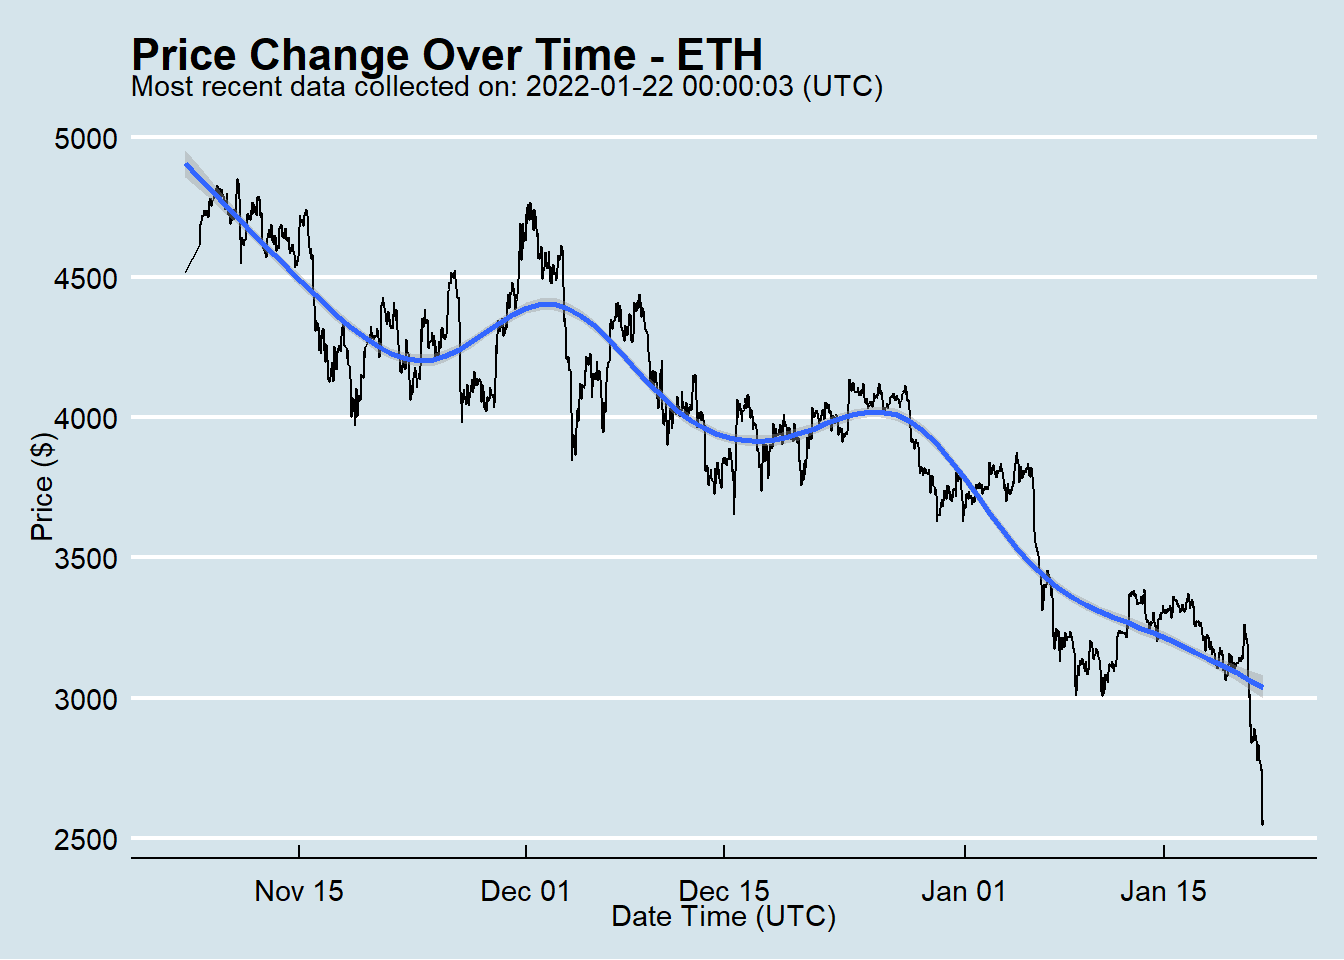 Price Change Over Time - ETH
Most recent data collected on: 2022-01-22 00:00:03 (UTC)
5000
4500
4000
3500
3000
2500
Price ($)
Nov 15
Dec 01
Dec 15
Jan 01
Jan 15
Date Time (UTC)